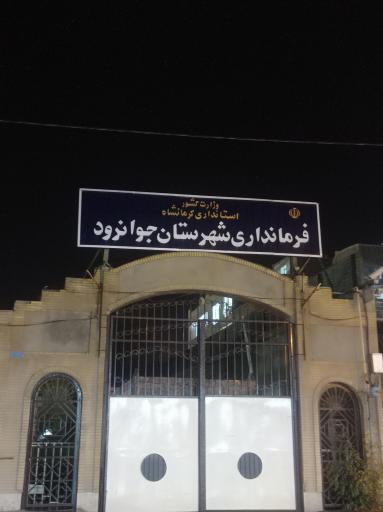 وزارت کشور
استانداری کرمانشاه
فرمانداری شهرستان جوانرود